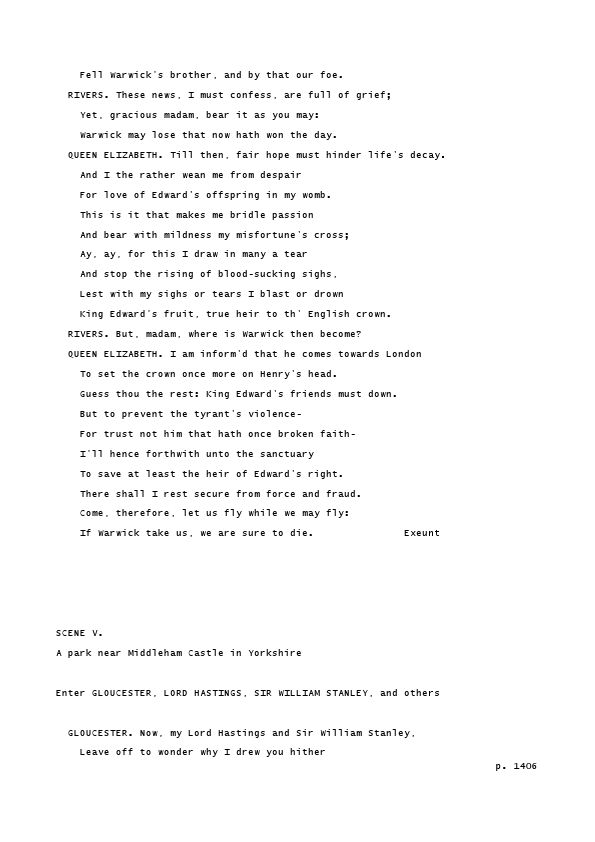 Fell Warwick's brother, and by that our foe.
RIVERS. These news, I must confess, are full of grief;
Yet, gracious madam, bear it as you may:
Warwick may lose that now hath won the day.
QUEEN ELIZABETH. Till then, fair hope must hinder life's decay.
And I the rather wean me from despair
For love of Edward's offspring in my womb.
This is it that makes me bridle passion
And bear with mildness my misfortune's cross;
Ay, ay, for this I draw in many a tear
And stop the rising of blood-sucking sighs,
Lest with my sighs or tears I blast or drown
King Edward's fruit, true heir to th' English crown.
RIVERS. But, madam, where is Warwick then become?
QUEEN ELIZABETH. I am inform'd that he comes towards London
To set the crown once more on Henry's head.
Guess thou the rest: King Edward's friends must down.
But to prevent the tyrant's violence-
For trust not him that hath once broken faith-
I'll hence forthwith unto the sanctuary
To save at least the heir of Edward's right.
There shall I rest secure from force and fraud.
Come, therefore, let us fly while we may fly:
If Warwick take us, we are sure to die. Exeunt
SCENE V.
A park near Middleham Castle in Yorkshire
Enter GLOUCESTER, LORD HASTINGS, SIR WILLIAM STANLEY, and others
GLOUCESTER. Now, my Lord Hastings and Sir William Stanley,
Leave off to wonder why I drew you hither
p. 1406